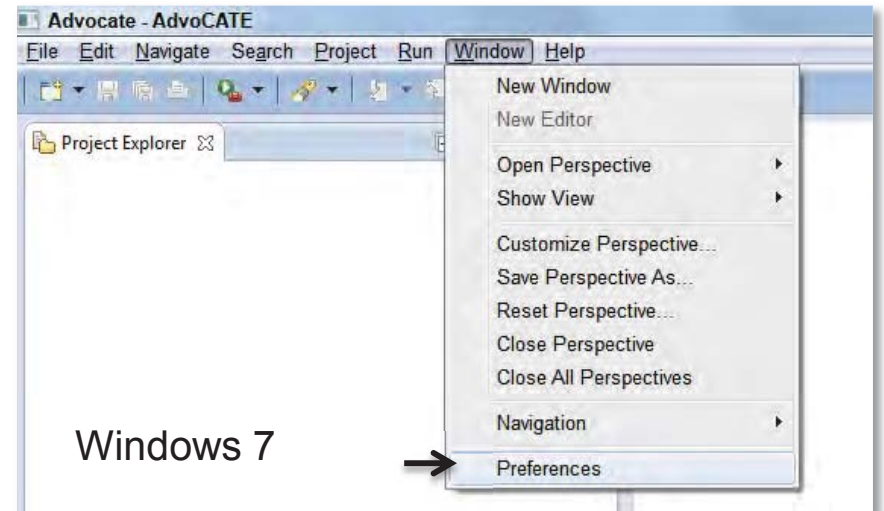 Advocate - AdvoCATE
File Edit Navigate Search Project Run Window Help
Project Explorer
New Window
New Editor
Open Perspective
Show View
Customize Perspective...
Save Perspective As...
Reset Perspective...
Close Perspective
Close All Perspectives
Navigation
Preferences
Windows 7